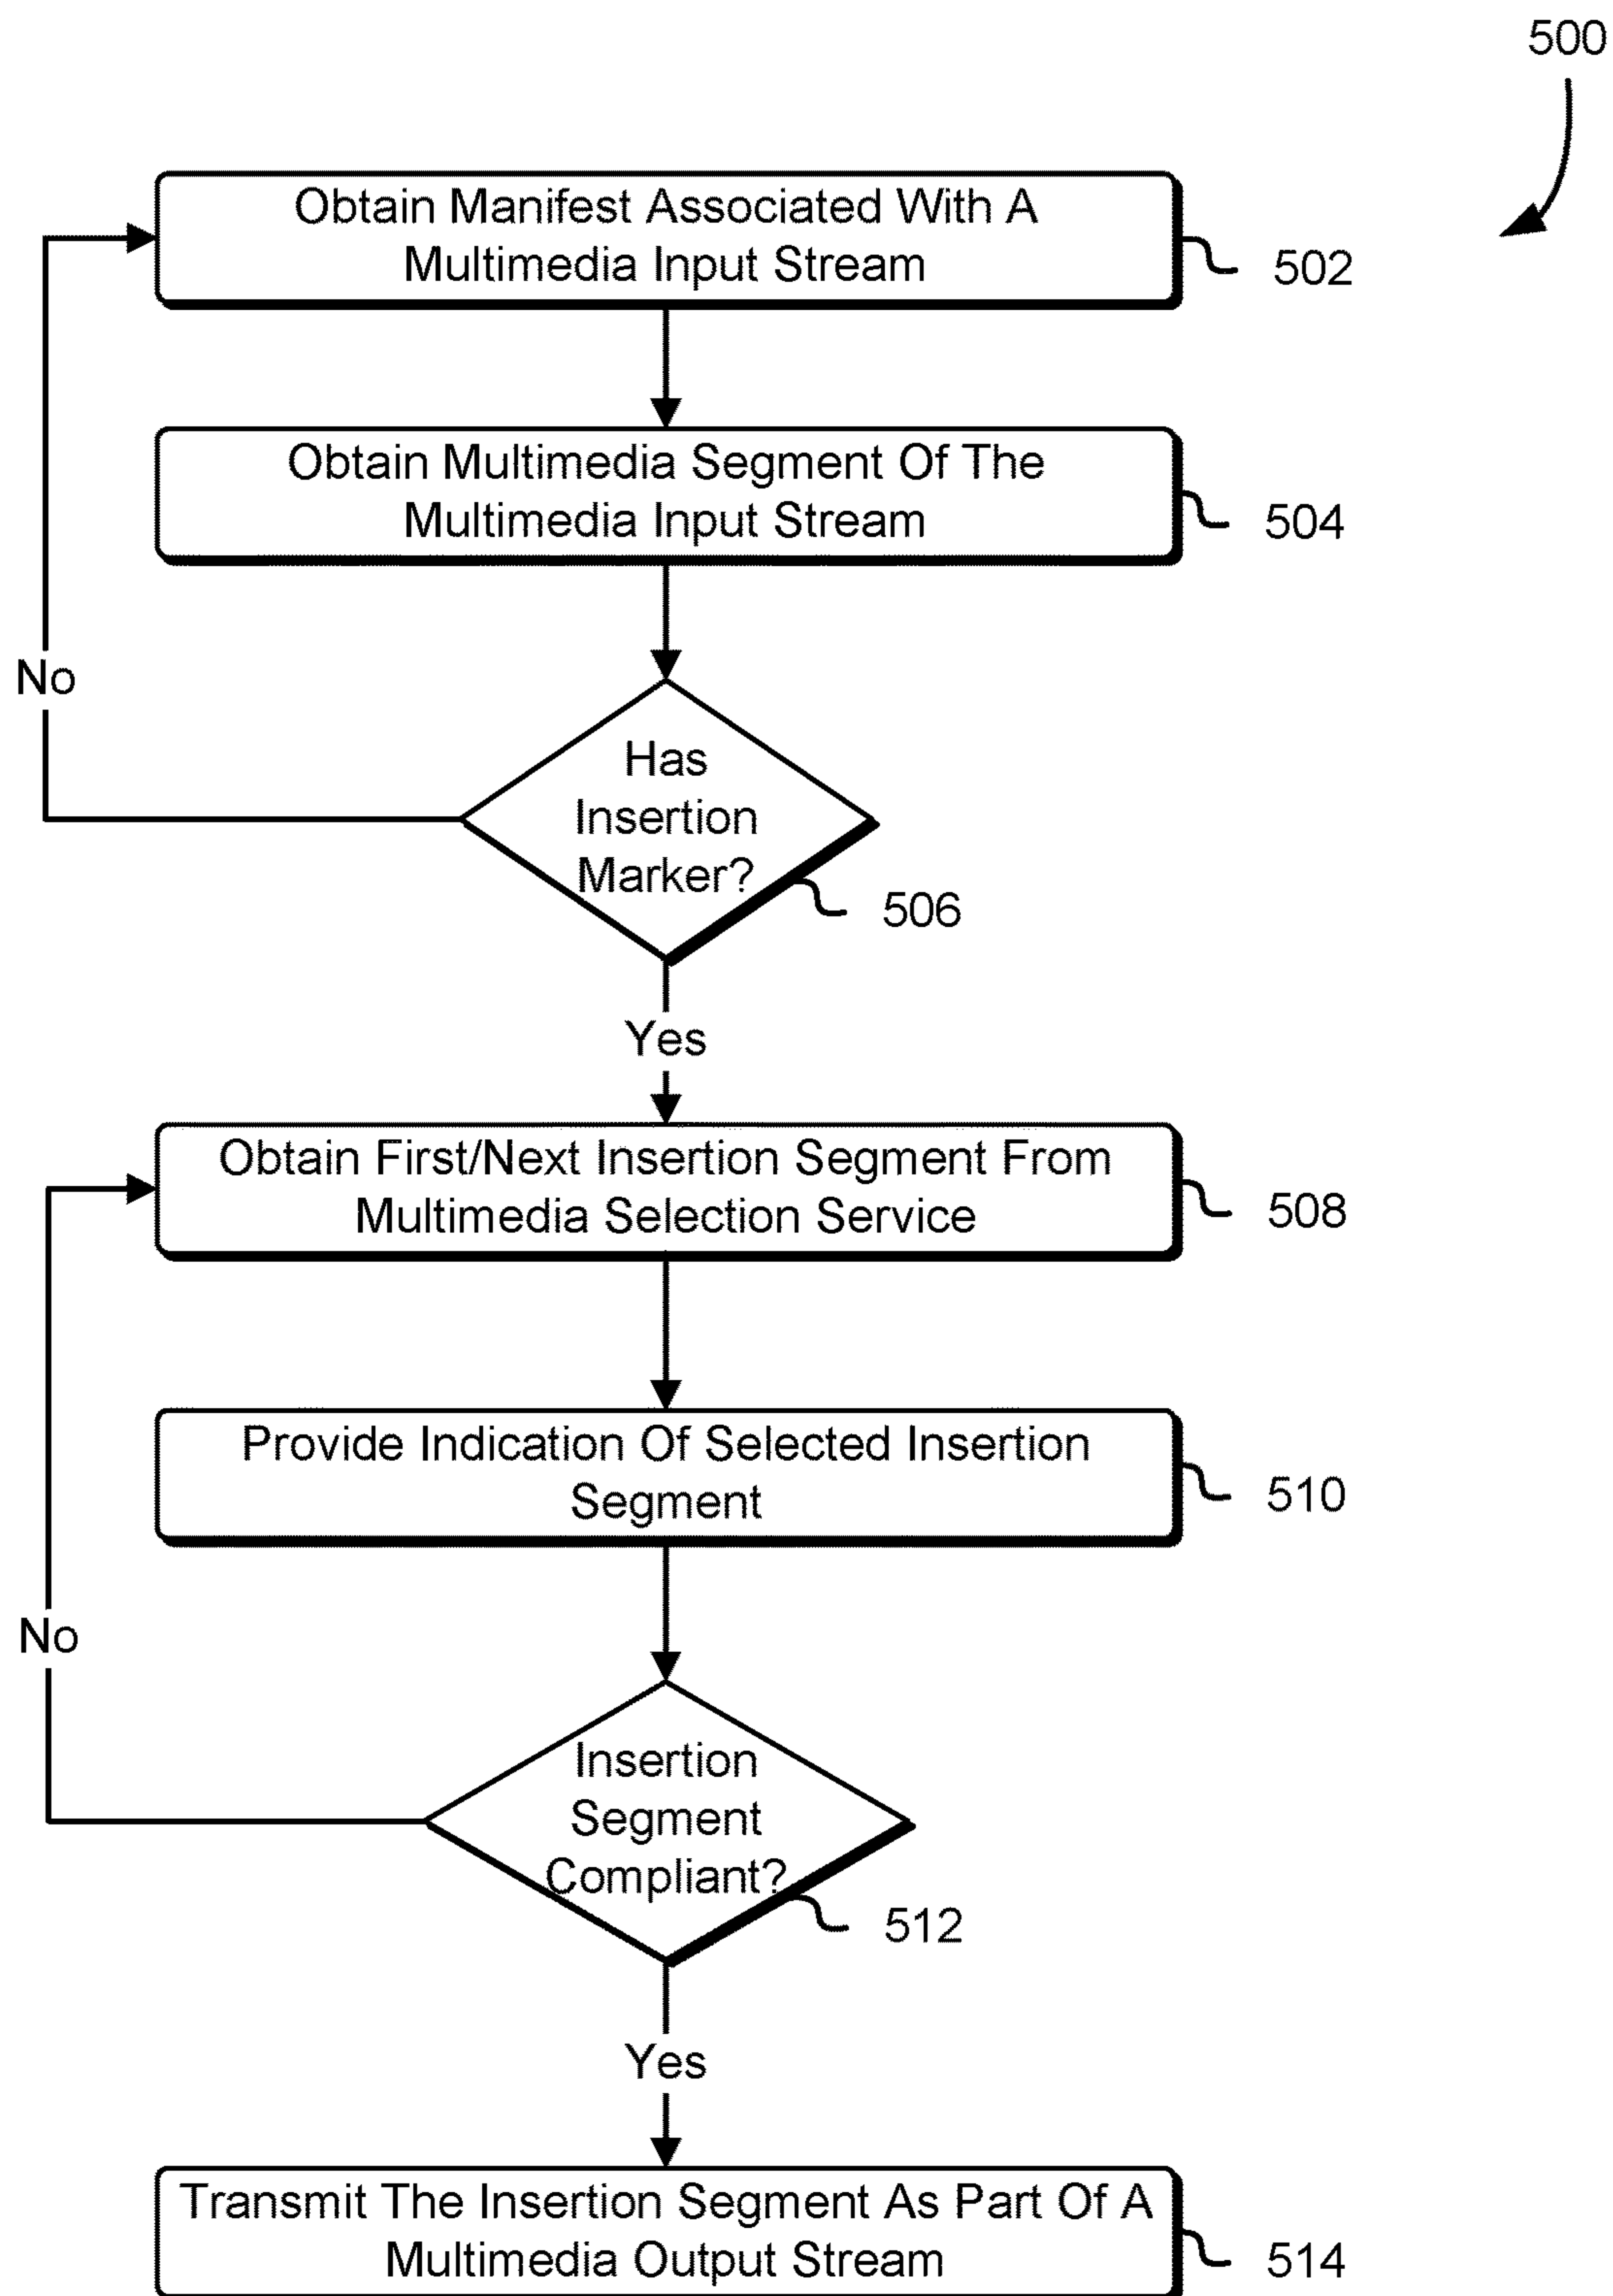 500
Obtain Manifest Associated With A
Multimedia Input Stream
502
Obtain Multimedia Segment Of The
Multimedia Input Stream
504
No
Has
Insertion
Marker?
506
Yes
Obtain First/Next Insertion Segment From
Multimedia Selection Service
508
Provide Indication Of Selected Insertion
Segment
510
No
Insertion
Segment
Compliant?
512
Yes
Transmit The Insertion Segment As Part Of A
Multimedia Output Stream
514